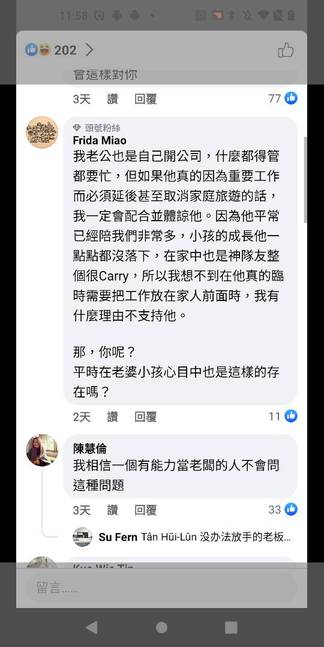 11:58
202
會這樣對你
3天 讚 回覆 77
頭號粉絲
Frida Miao
我老公也是自己開公司，什麼都得管
都要忙，但如果他真的因為重要工作
而必須延後甚至取消家庭旅遊的話，
我一定會配合並體諒他。因為他平常
已經陪我們非常多，小孩的成長他一
點點都沒落下，在家中也是神隊友整
個很Carry，所以我想不到在他真的臨
時需要把工作放在家人前面時，我有
什麼理由不支持他。
那，你呢？
平時在老婆小孩心目中也是這樣的存
在嗎？
2天 讚 回覆 11
陳慧倫
我相信一個有能力當老闆的人不會問
這種問題
3天 讚 回覆 33
Su Fern Tân Hūi-Lûn 没办法放手的老板...
Kuo Wie Tin
留言......